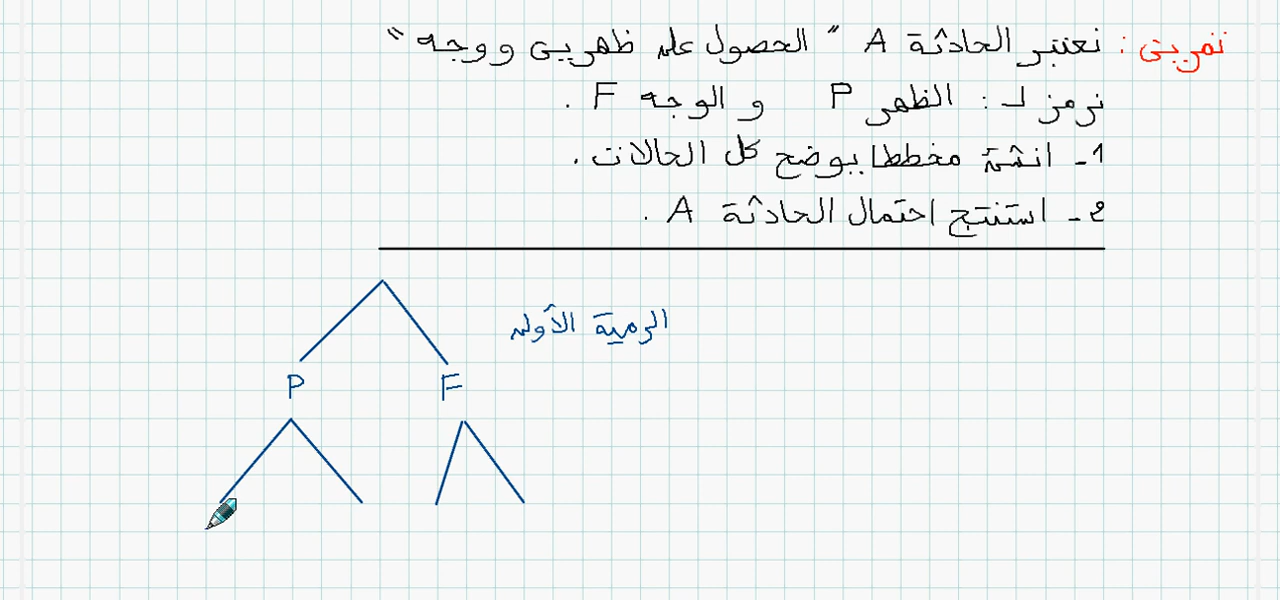 تمرين : نعتبر الحادثة A " الحصول على ظهرين و وجه "
نرمز لـ : الظهر P و الوجه F .
1- انشئ مخططا يوضح كل الحالات .
2- استنتج احتمال الحادثة A .
الرمية الأولى
P F